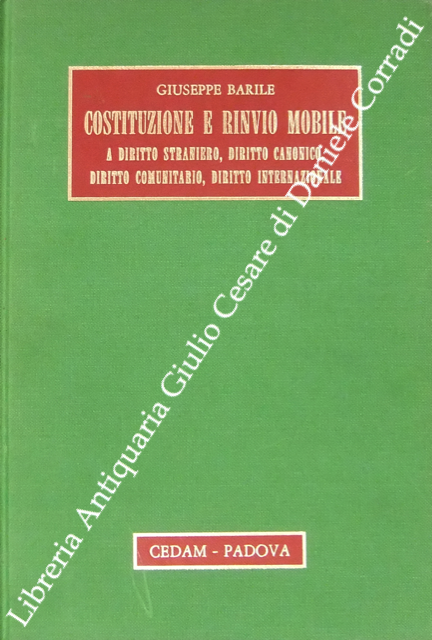 GIUSEPPE BARILE
COSTITUZIONE E RINVIO MOBILE
A DIRITTO STRANIERO, DIRITTO CANONICO,
DIRITTO COMUNITARIO, DIRITTO INTERNAZIONALE
Libreria Antiquaria Giulio Cesare di Daniele Corradi
CEDAM - PADOVA